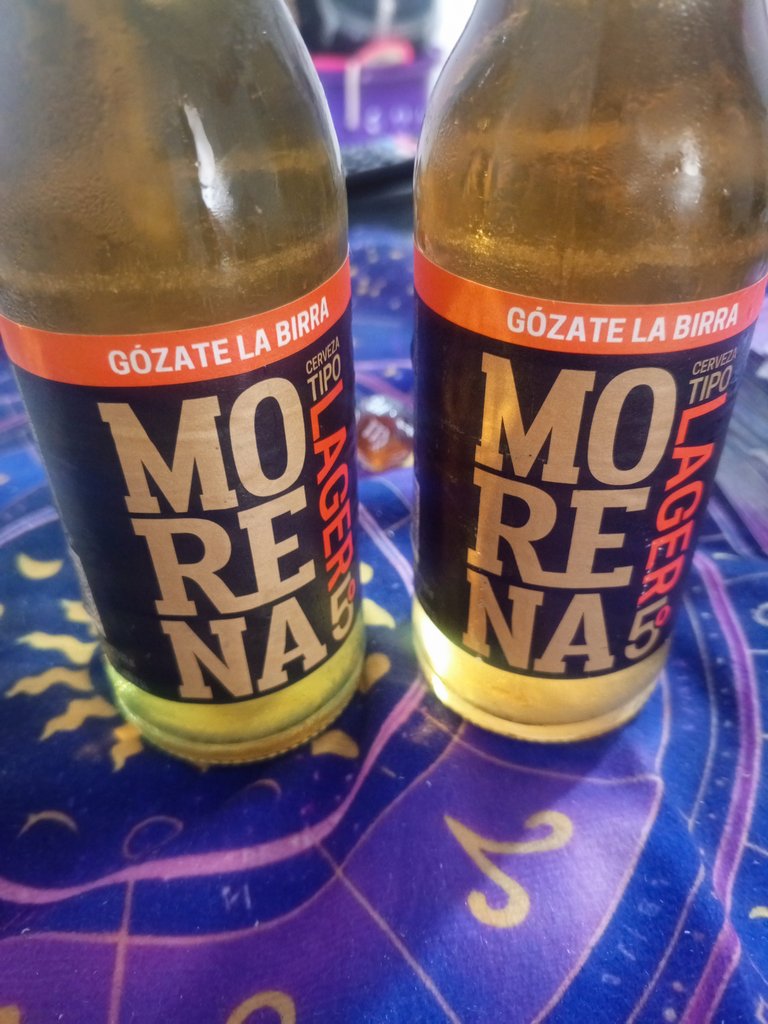 GÓZATE LA BIRRA
CERVEZA
TIPO
LAGER 5°
MO
RE
NA
GÓZATE LA BIRRA
CERVEZA
TIPO
LAGER 5°
MO
RE
NA